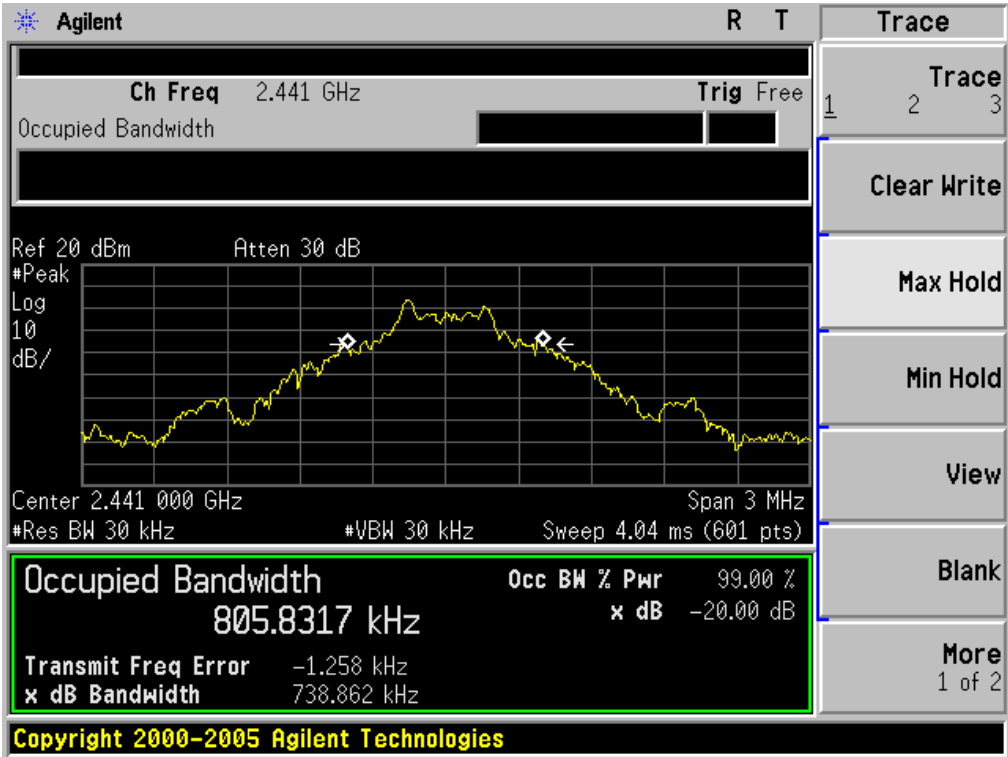 Agilent R T Trace
Ch Freq 2.441 GHz Trig Free
Occupied Bandwidth
Trace
1 2 3
Clear Write
Max Hold
Min Hold
View
Blank
More
1 of 2
Ref 20 dBm Atten 30 dB
#Peak
Log
10
dB/
Center 2.441 000 GHz Span 3 MHz
#Res BW 30 kHz #VBW 30 kHz Sweep 4.04 ms (601 pts)
Occupied Bandwidth Occ BW % Pwr 99.00 %
805.8317 kHz x dB -20.00 dB
Transmit Freq Error -1.258 kHz
x dB Bandwidth 738.862 kHz
Copyright 2000-2005 Agilent Technologies